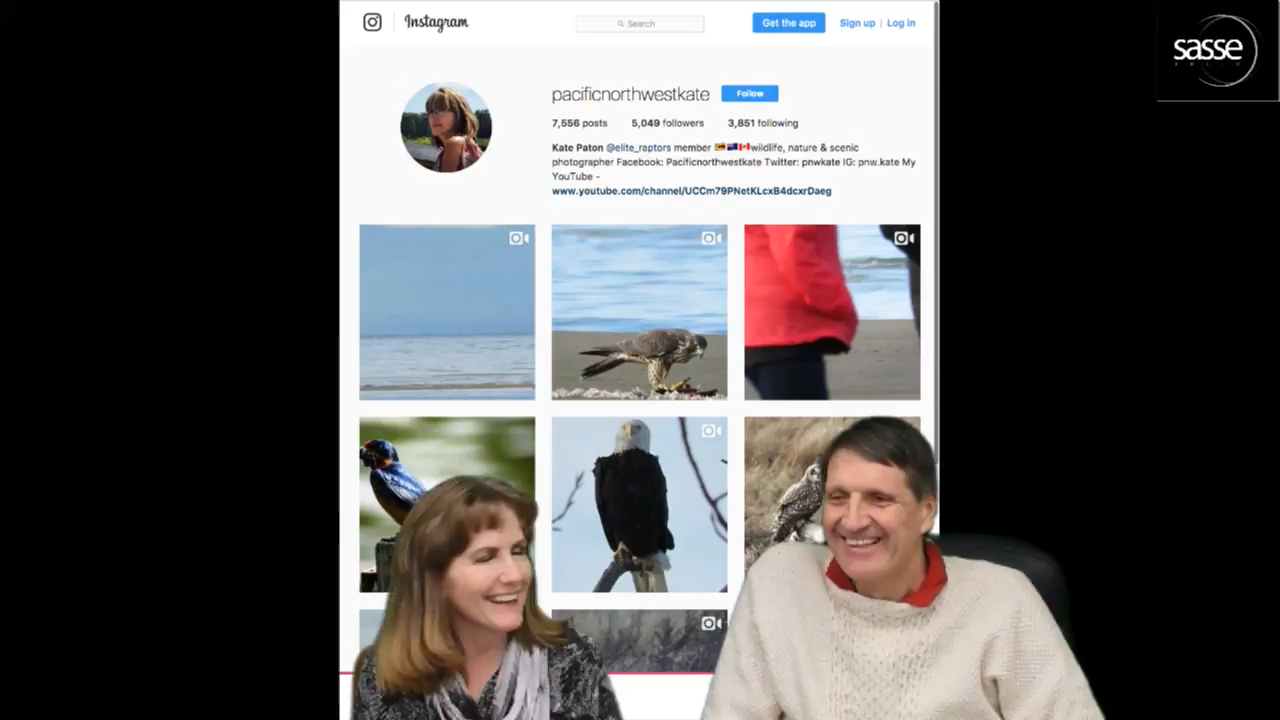 Instagram
Search
Get the app
Sign up | Log in
sasse
pacificnorthwestkate
Follow
7,556 posts 5,049 followers 3,851 following
Kate Paton @elite_raptors member wildlife, nature & scenic
photographer Facebook: Pacificnorthwestkate Twitter: pnwkate IG: pnw.kate My
YouTube -
www.youtube.com/channel/UCCm79PNetKLcxB4dcxrDaeg